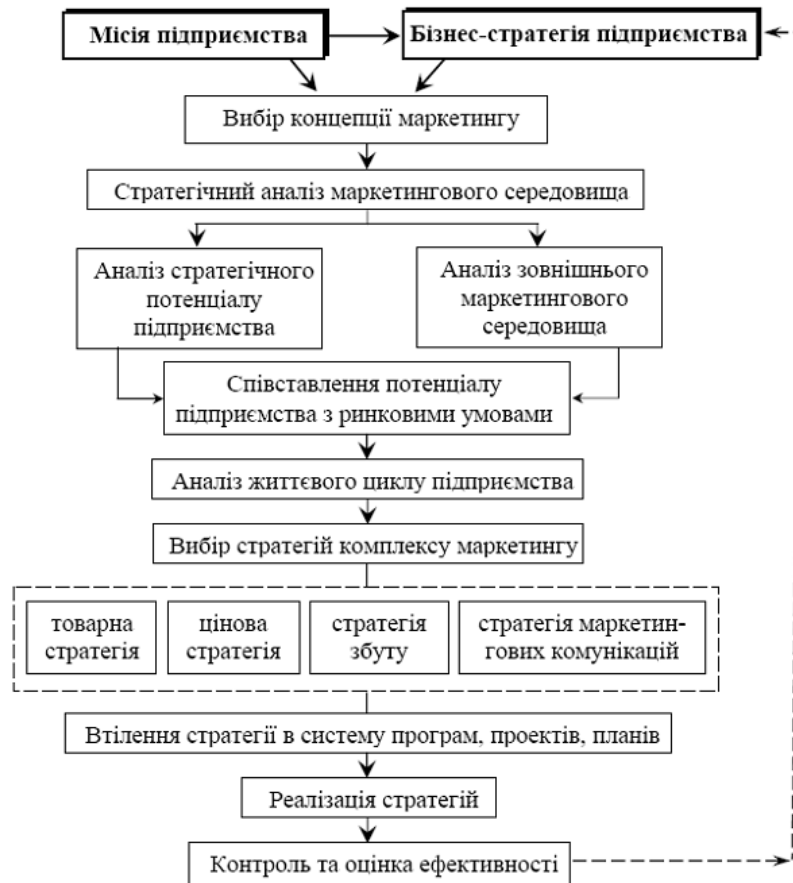 Місія підприємства
Бізнес-стратегія підприємства
Вибір концепції маркетингу
Стратегічний аналіз маркетингового середовища
Аналіз стратегічного
потенціалу
підприємства
Аналіз зовнішнього
маркетингового
середовища
Співставлення потенціалу
підприємства з ринковими умовами
Аналіз життєвого циклу підприємства
Вибір стратегій комплексу маркетингу
товарна
стратегія
цінова
стратегія
стратегія
збуту
стратегія маркетин-
гових комунікацій
Втілення стратегії в систему програм, проектів, планів
Реалізація стратегій
Контроль та оцінка ефективності